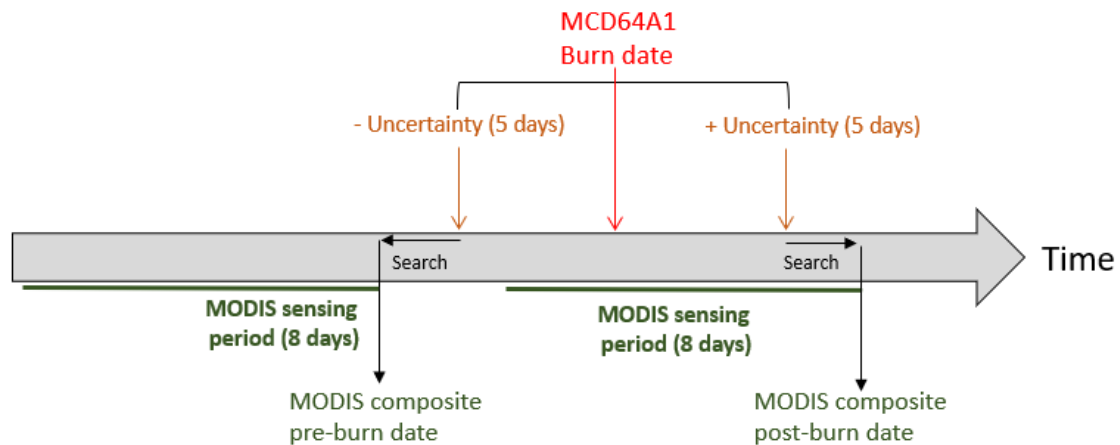 MCD64A1
Burn date
- Uncertainty (5 days)
+ Uncertainty (5 days)
Search
Search
Time
MODIS sensing
period (8 days)
MODIS sensing
period (8 days)
MODIS composite
pre-burn date
MODIS composite
post-burn date